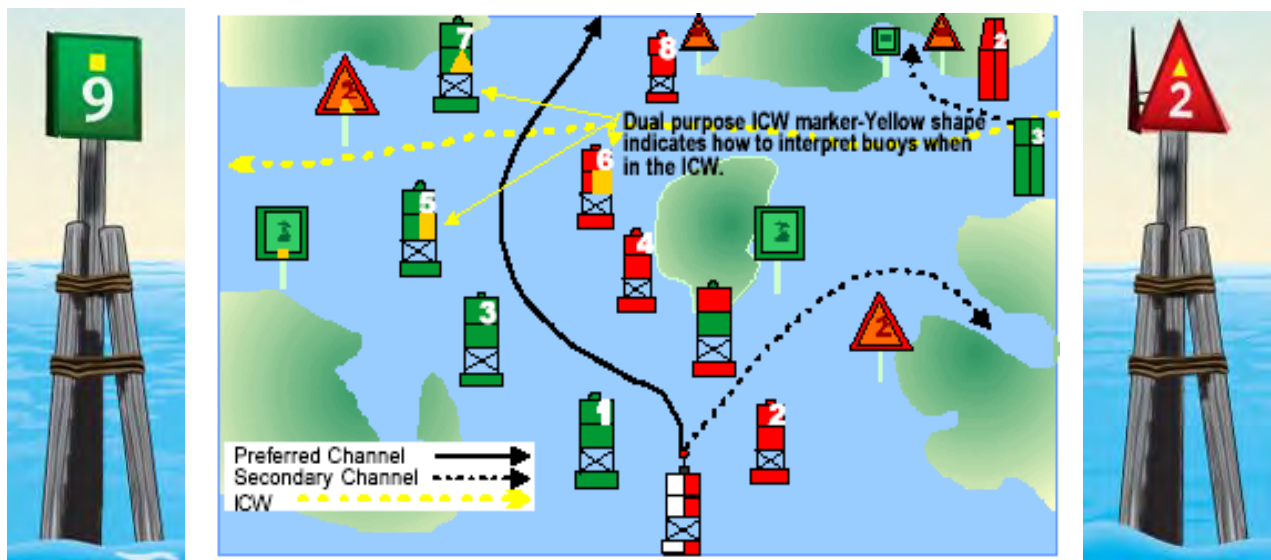 9
7
8
2
2
Dual purpose ICW marker-Yellow shape
indicates how to interpret buoys when
in the ICW.
3
6
5
4
3
2
1
2
Preferred Channel
Secondary Channel
ICW
2